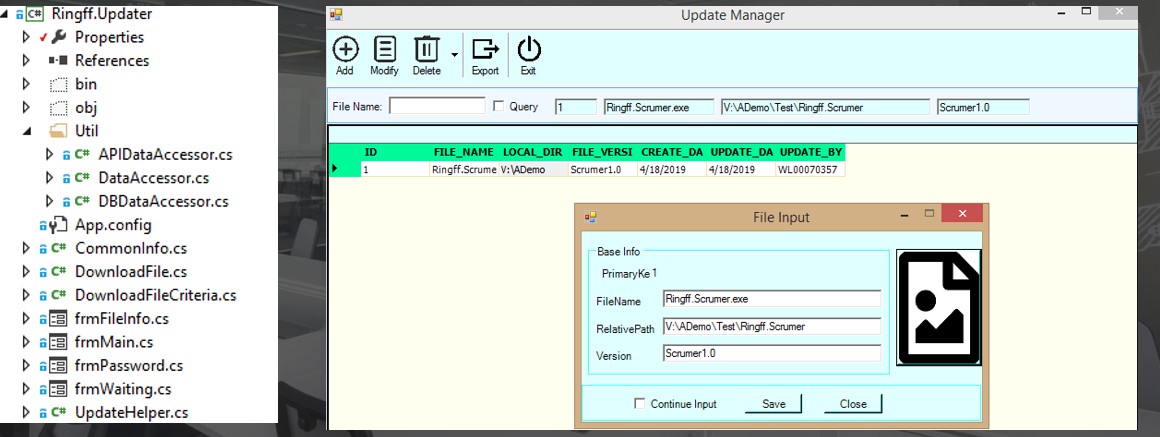 C# Ringff.Updater
Properties
References
bin
obj
Util
C# APIDataAccessor.cs
C# DataAccessor.cs
C# DBDataAccessor.cs
App.config
C# CommonInfo.cs
C# DownloadFile.cs
C# DownloadFileCriteria.cs
frmFileInfo.cs
frmMain.cs
frmPassword.cs
frmWaiting.cs
C# UpdateHelper.cs
Update Manager
Add Modify Delete Export Exit
File Name: Query 1 Ringff.Scrumer.exe V:\ADemo\Test\Ringff.Scrumer Scrumer1.0
ID FILE_NAME LOCAL_DIR FILE_VERSI CREATE_DA UPDATE_DA UPDATE_BY
1 Ringff.Scrume V:\ADemo Scrumer1.0 4/18/2019 4/18/2019 WL00070357
File Input
Base Info
PrimaryKe 1
FileName Ringff.Scrumer.exe
RelativePath V:\ADemo\Test\Ringff.Scrumer
Version Scrumer1.0
Continue Input Save Close